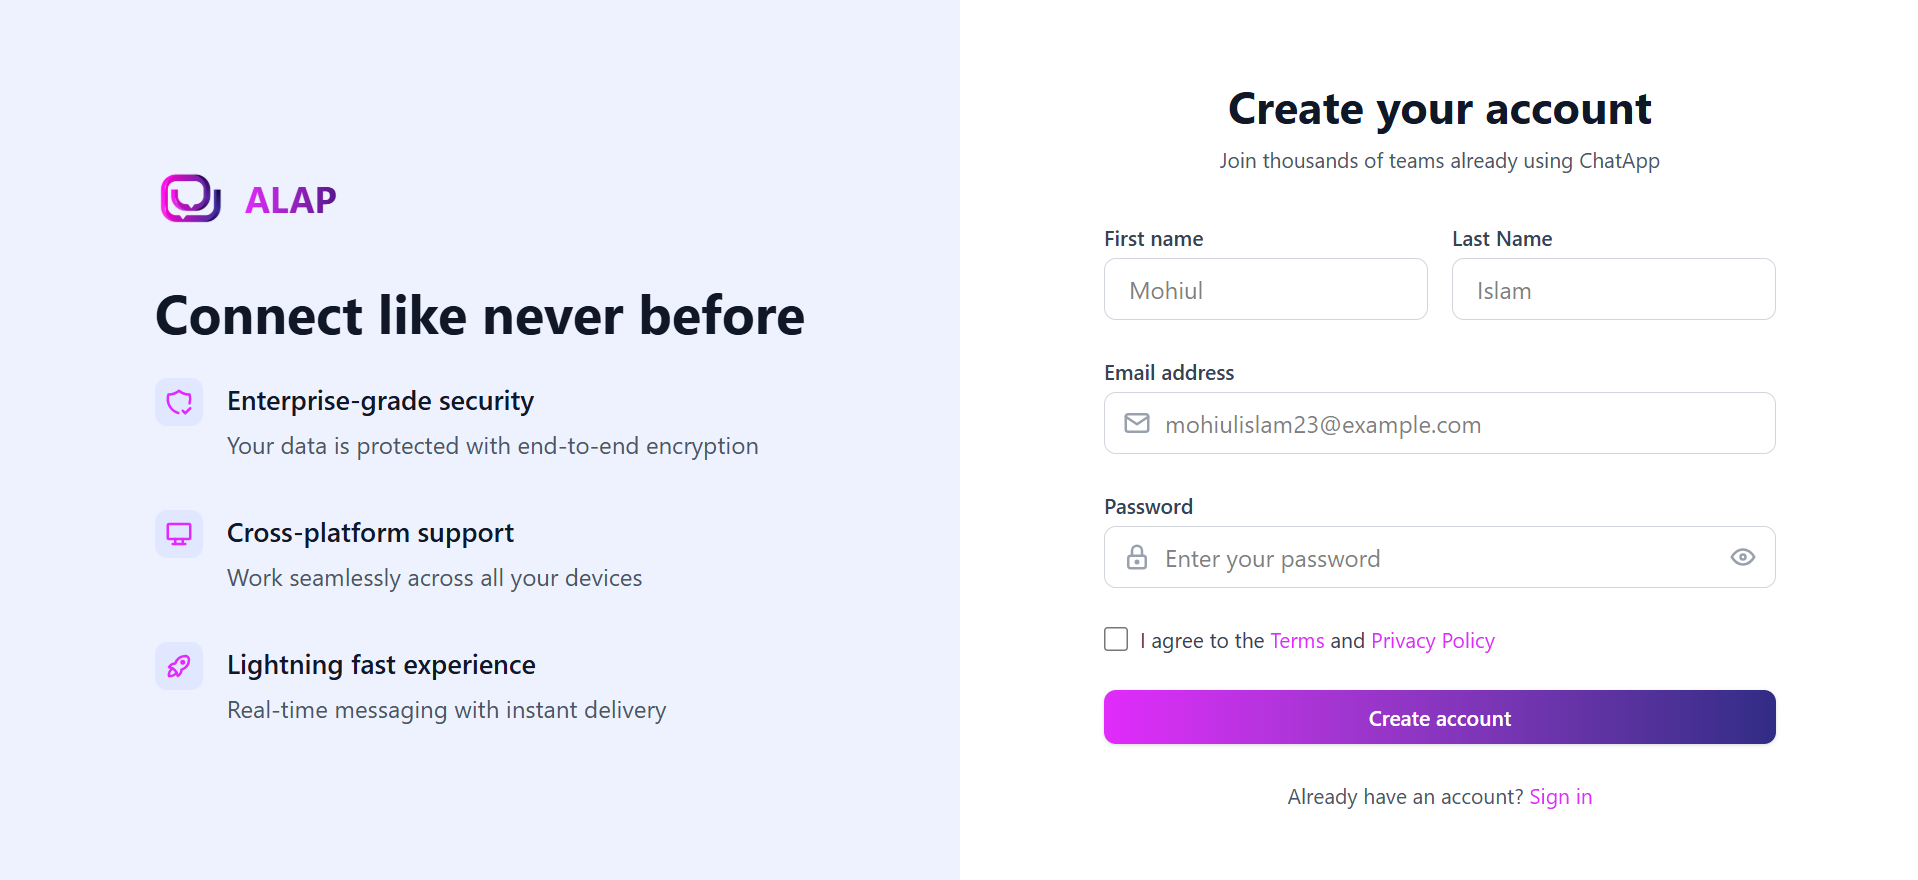 ALAP
Connect like never before
Enterprise-grade security
Your data is protected with end-to-end encryption
Cross-platform support
Work seamlessly across all your devices
Lightning fast experience
Real-time messaging with instant delivery
Create your account
Join thousands of teams already using ChatApp
First name
Last Name
Mohiul
Islam
Email address
mohiulislam23@example.com
Password
Enter your password
I agree to the Terms and Privacy Policy
Create account
Already have an account? Sign in